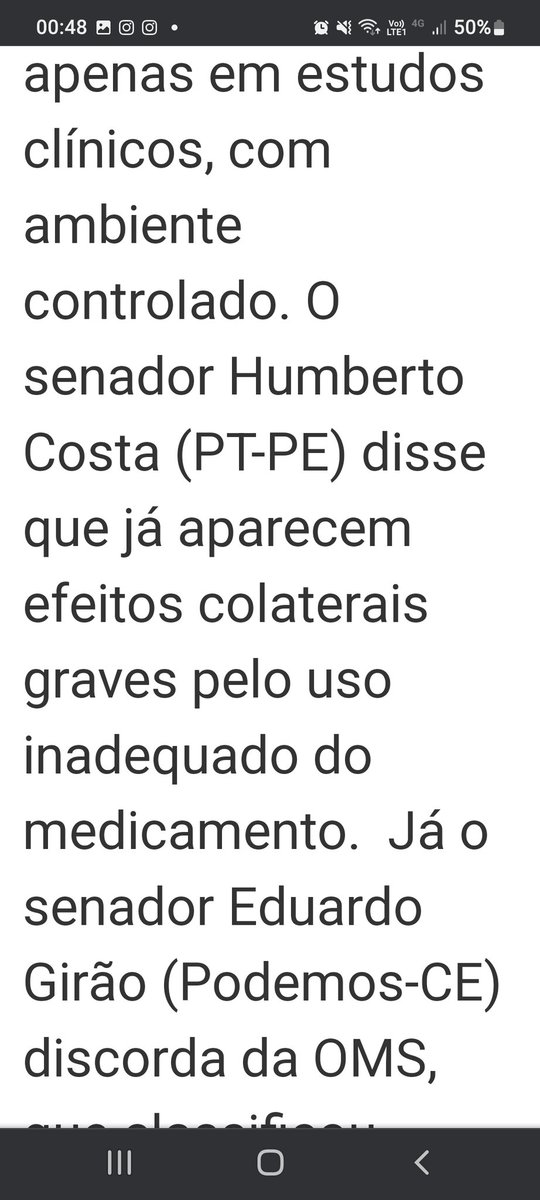 00:48
Vo)) 4G 50%
LTE1
apenas em estudos
clínicos, com
ambiente
controlado. O
senador Humberto
Costa (PT-PE) disse
que já aparecem
efeitos colaterais
graves pelo uso
inadequado do
medicamento.  Já o
senador Eduardo
Girão (Podemos-CE)
discorda da OMS,
que classificou